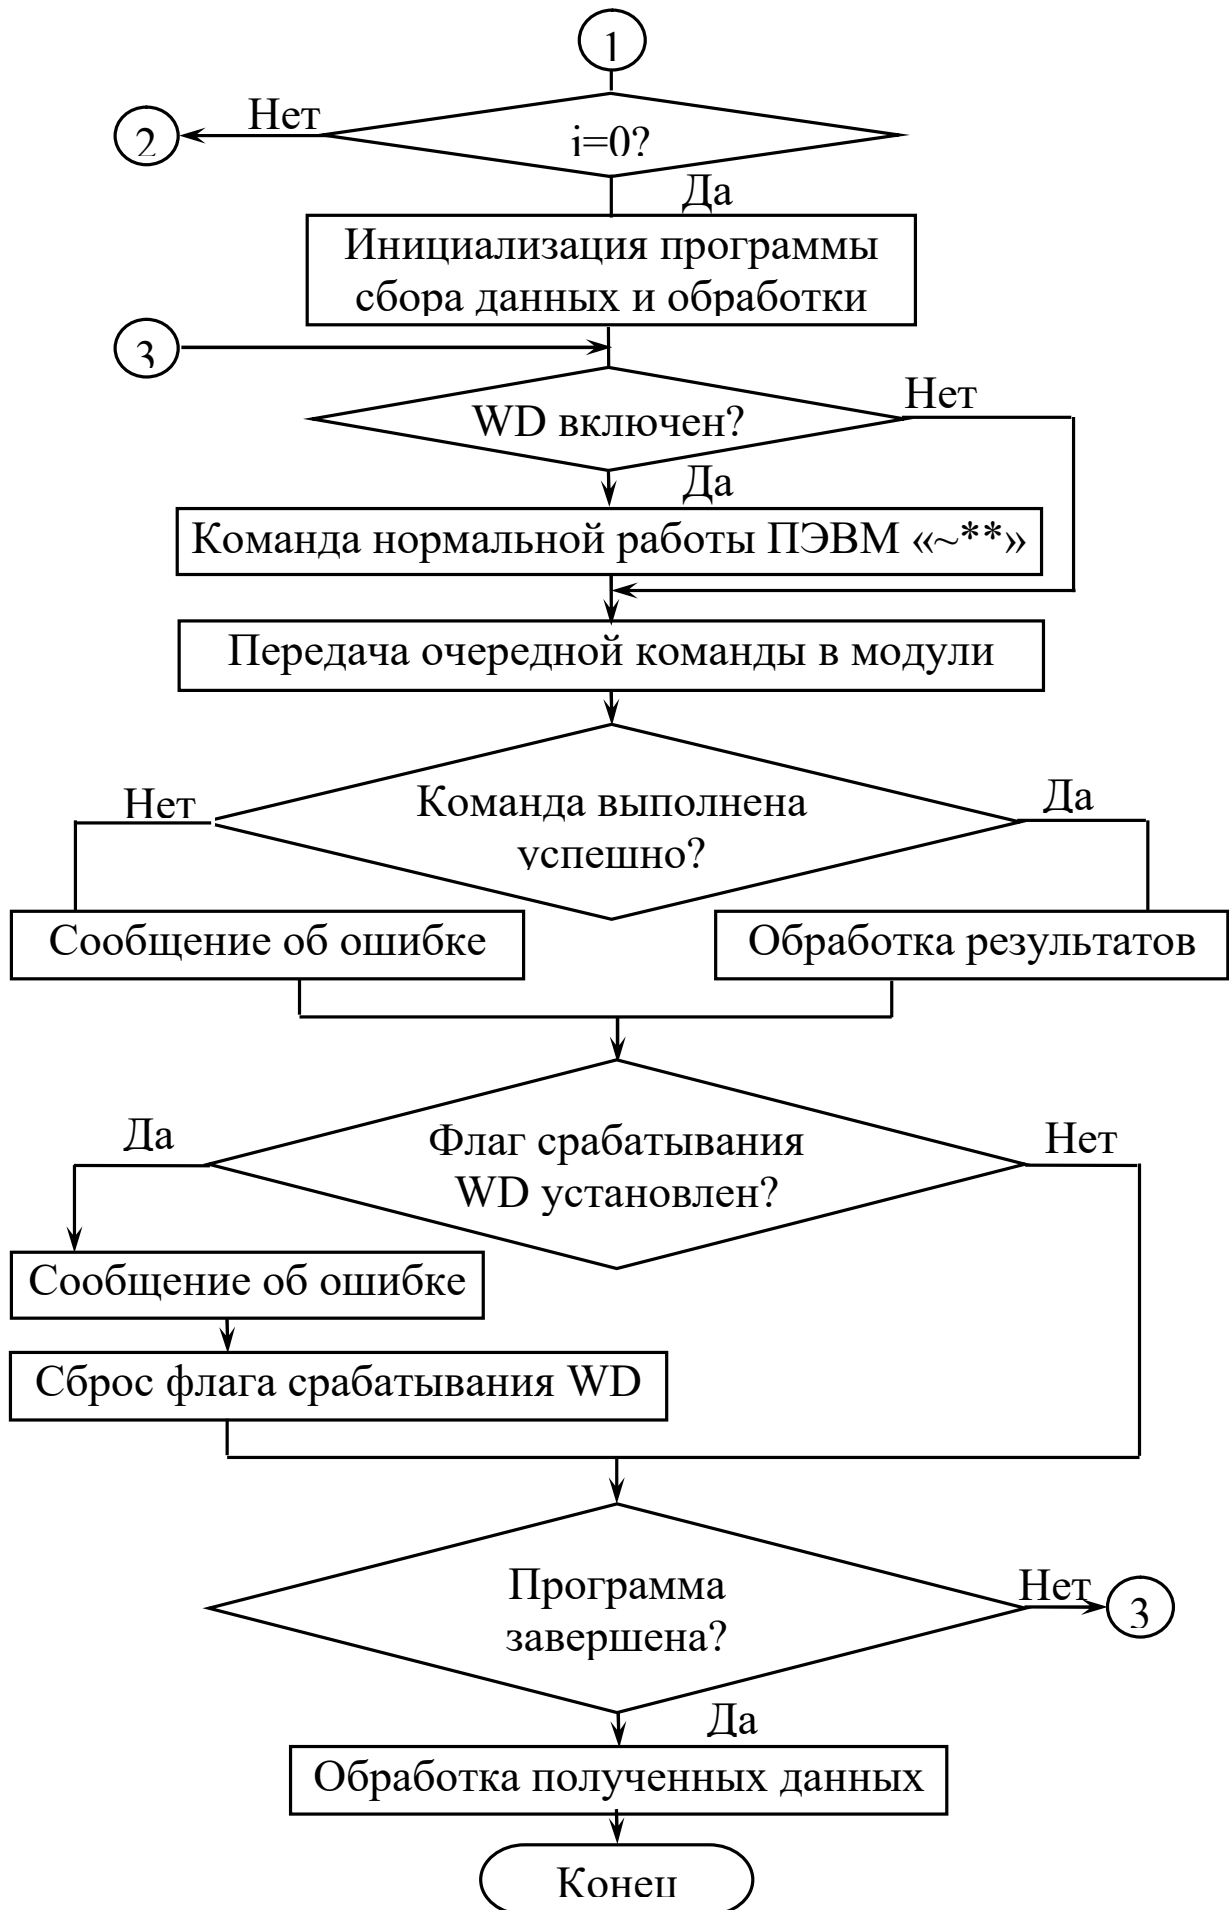 1
Нет
2
i=0?
Да
Инициализация программы
сбора данных и обработки
3
Нет
WD включен?
Да
Команда нормальной работы ПЭВМ «~**»
Передача очередной команды в модули
Нет
Команда выполнена
успешно?
Да
Сообщение об ошибке
Обработка результатов
Да
Флаг срабатывания
WD установлен?
Нет
Сообщение об ошибке
Сброс флага срабатывания WD
Программа
завершена?
Нет
3
Да
Обработка полученных данных
Конец